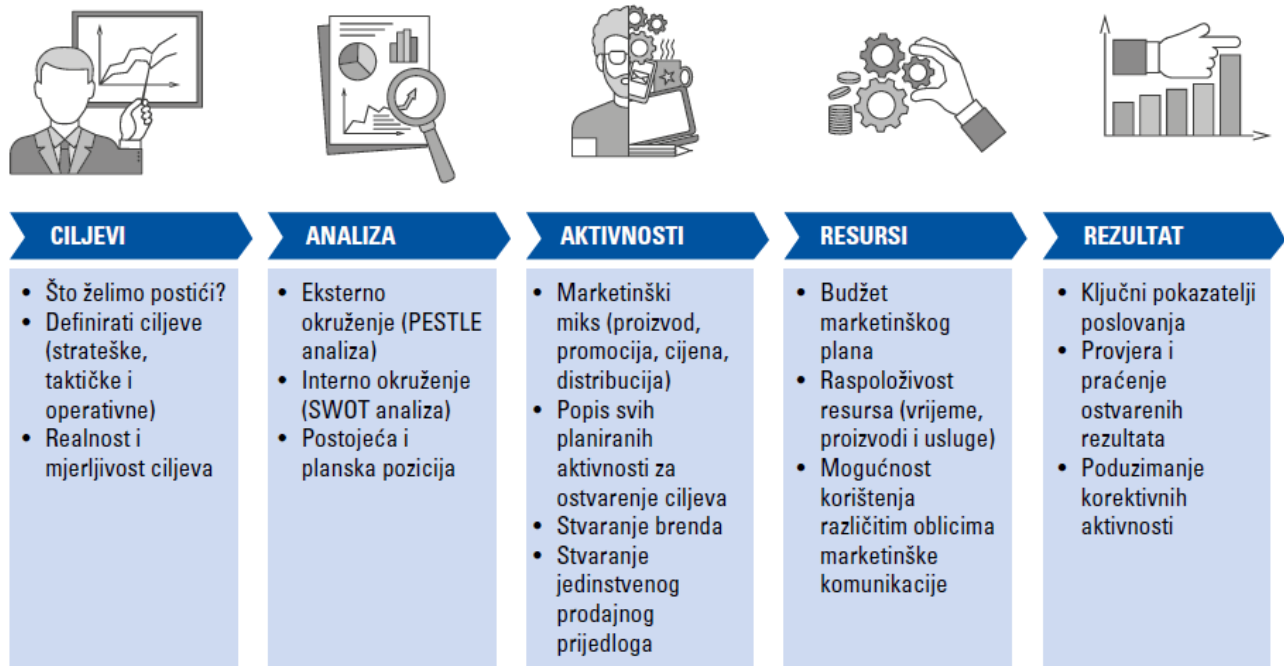 CILJEVI
• Što želimo postići?
• Definirati ciljeve
(strateške,
taktičke i
operativne)
• Realnost i
mjerljivost ciljeva
ANALIZA
• Eksterno
okruženje (PESTLE
analiza)
• Interno okruženje
(SWOT analiza)
• Postojeća i
planska pozicija
AKTIVNOSTI
• Marketinški
miks (proizvod,
promocija, cijena,
distribucija)
• Popis svih
planiranih
aktivnosti za
ostvarenje ciljeva
• Stvaranje brenda
• Stvaranje
jedinstvenog
prodajnog
prijedloga
RESURSI
• Budžet
marketinškog
plana
• Raspoloživost
resursa (vrijeme,
proizvodi i usluge)
• Mogućnost
korištenja
različitim oblicima
marketinške
komunikacije
REZULTAT
• Ključni pokazatelji
poslovanja
• Provjera i
praćenje
ostvarenih
rezultata
• Poduzimanje
korektivnih
aktivnosti